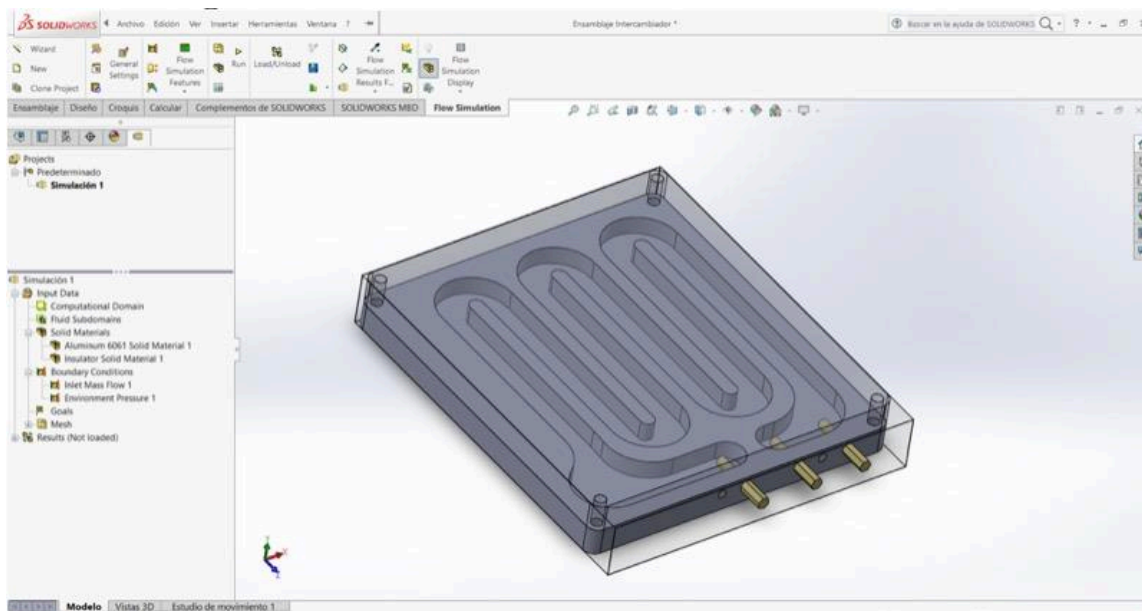 SOLIDWORKS Archivo Edición Ver Insertar Herramientas Ventana ? Ensamblaje Intercambiador * Buscar en la ayuda de SOLIDWORKS ?
Wizard
New
Clone Project
General Settings
Flow Simulation Features
Run
Load/Unload
Flow Simulation Results F...
Flow Simulation Display
Ensamblaje Diseño Croquis Calcular Complementos de SOLIDWORKS SOLIDWORKS MBD Flow Simulation
Projects
Predeterminado
Simulación 1
Simulación 1
Input Data
Computational Domain
Fluid Subdomains
Solid Materials
Aluminum 6061 Solid Material 1
Insulator Solid Material 1
Boundary Conditions
Inlet Mass Flow 1
Environment Pressure 1
Goals
Mesh
Results (Not loaded)
Modelo Vistas 3D Estudio de movimiento 1